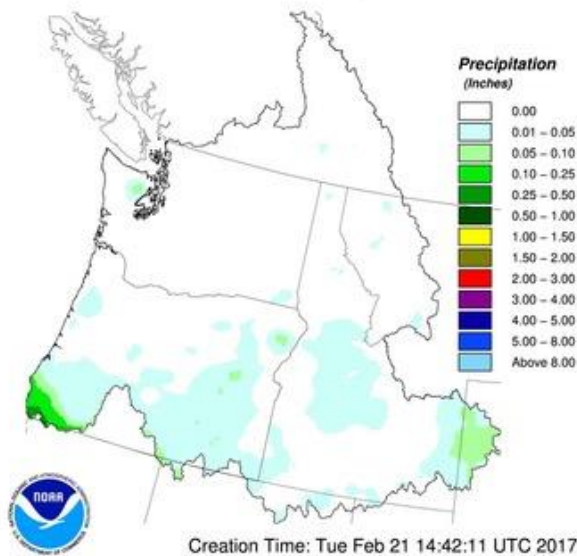 Precipitation
(Inches)
0.00
0.01 – 0.05
0.05 – 0.10
0.10 – 0.25
0.25 – 0.50
0.50 – 1.00
1.00 – 1.50
1.50 – 2.00
2.00 – 3.00
3.00 – 4.00
4.00 – 5.00
5.00 – 8.00
Above 8.00
NOAA
Creation Time: Tue Feb 21 14:42:11 UTC 2017